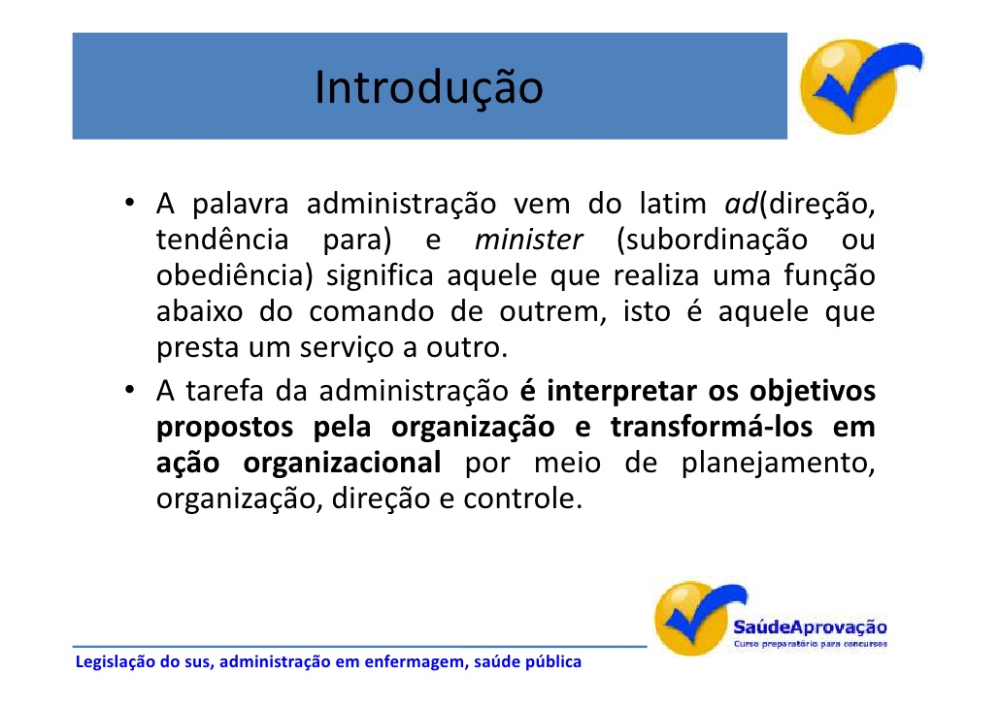 Introdução
• A palavra administração vem do latim ad(direção,
tendência para) e minister (subordinação ou
obediência) significa aquele que realiza uma função
abaixo do comando de outrem, isto é aquele que
presta um serviço a outro.
• A tarefa da administração é interpretar os objetivos
propostos pela organização e transformá-los em
ação organizacional por meio de planejamento,
organização, direção e controle.
SaúdeAprovação
Curso preparatório para concursos
Legislação do sus, administração em enfermagem, saúde pública